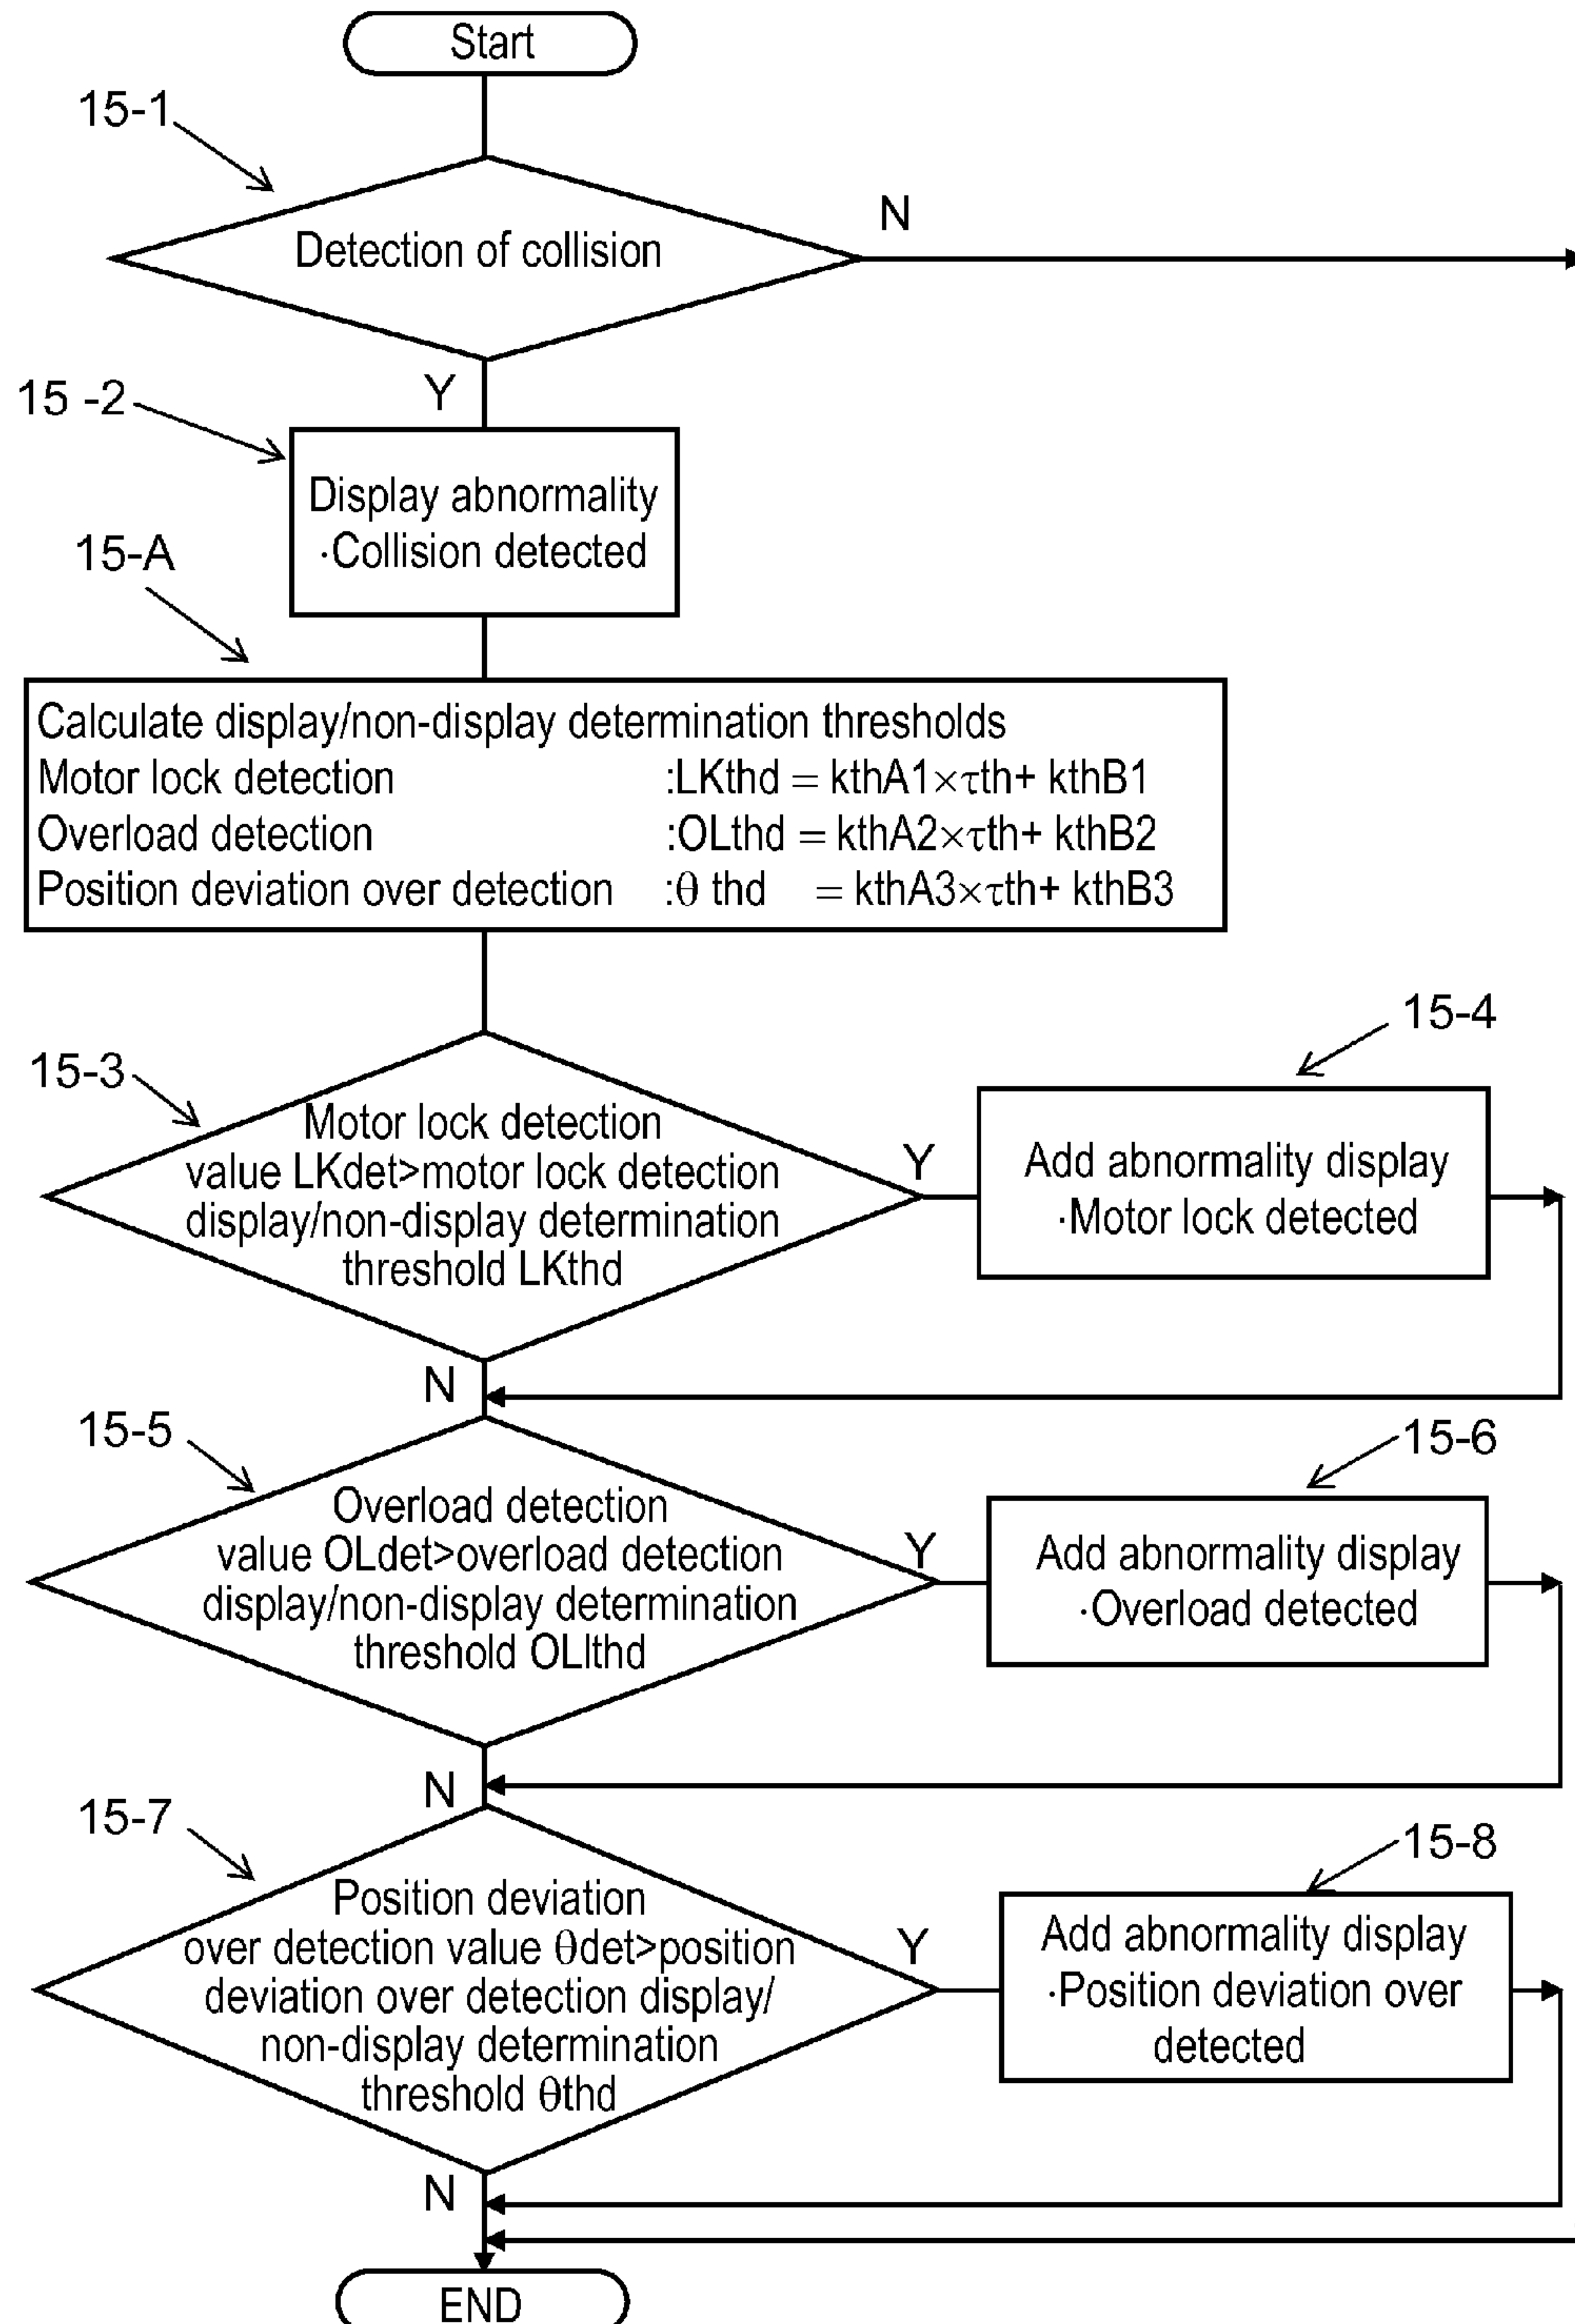 Start
15-1
Detection of collision
N
Y
15 -2
Display abnormality
·Collision detected
15-A
Calculate display/non-display determination thresholds
Motor lock detection :LKthd = kthA1×τth+ kthB1
Overload detection :OLthd = kthA2×τth+ kthB2
Position deviation over detection :θ thd = kthA3×τth+ kthB3
15-3
Motor lock detection
value LKdet>motor lock detection
display/non-display determination
threshold LKthd
Y
15-4
Add abnormality display
·Motor lock detected
N
15-5
Overload detection
value OLdet>overload detection
display/non-display determination
threshold OLlthd
Y
15-6
Add abnormality display
·Overload detected
N
15-7
Position deviation
over detection value θdet>position
deviation over detection display/
non-display determination
threshold θthd
Y
15-8
Add abnormality display
·Position deviation over
detected
N
END